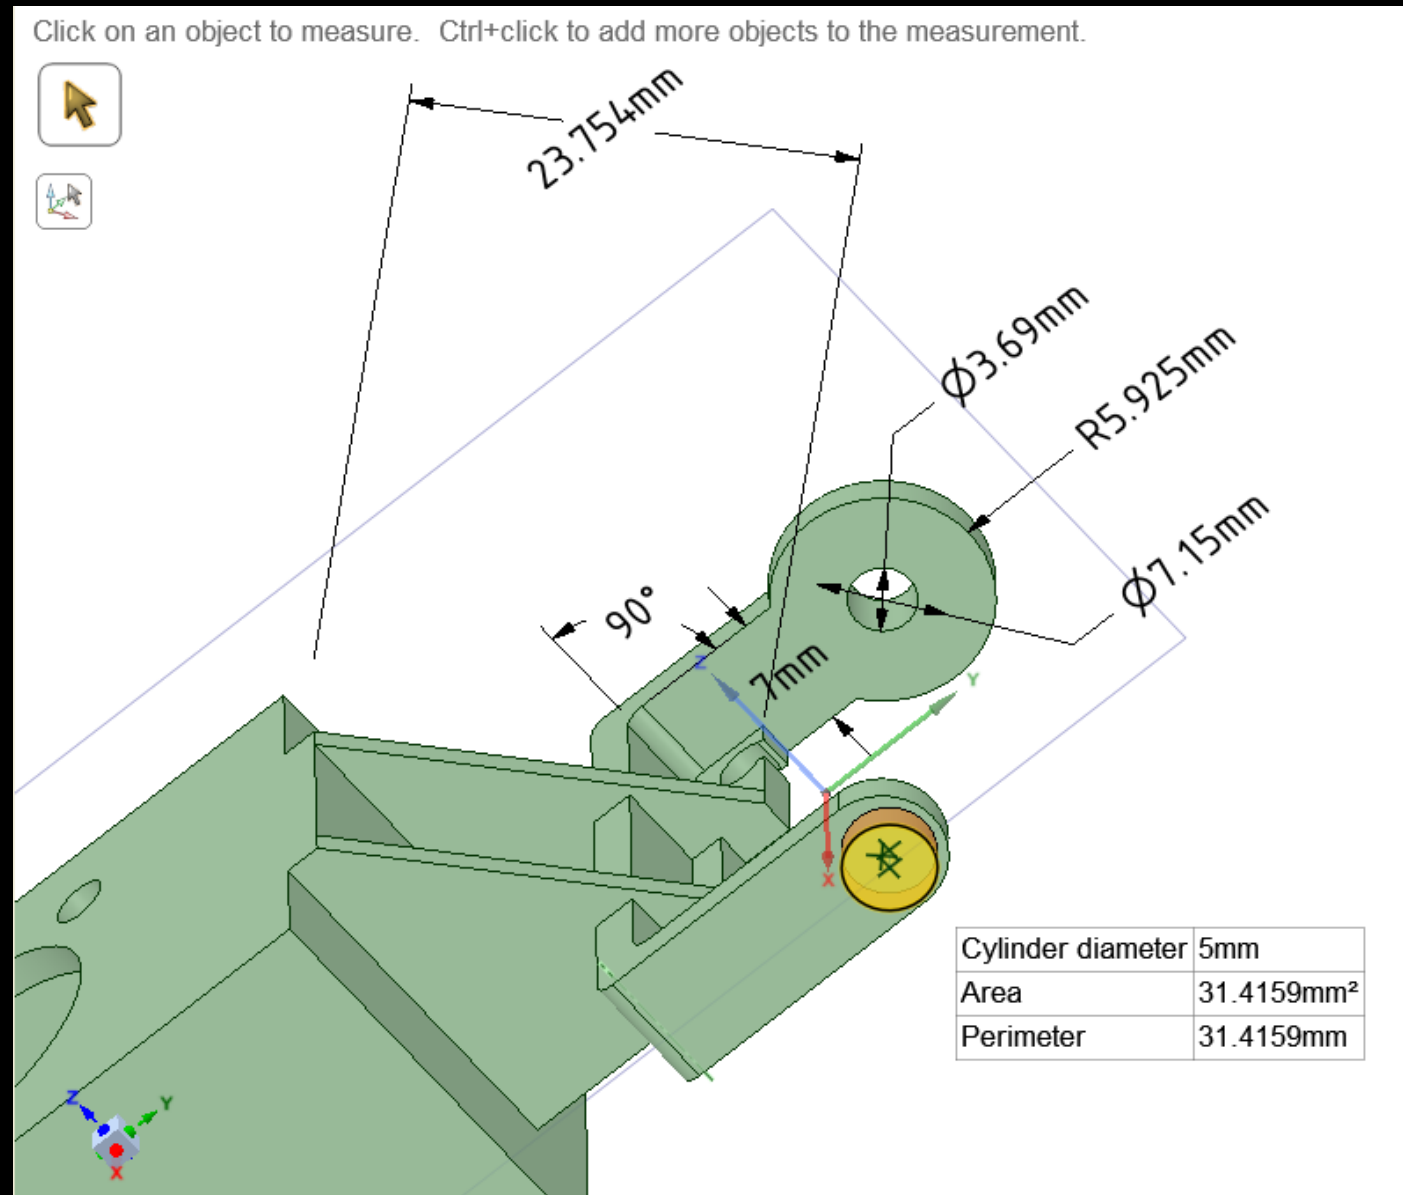 Click on an object to measure. Ctrl+click to add more objects to the measurement.
23.754mm
Ø3.69mm
R5.925mm
Ø7.15mm
90°
7mm
Z
Y
X
Cylinder diameter 5mm
Area 31.4159mm²
Perimeter 31.4159mm
Z
Y
X